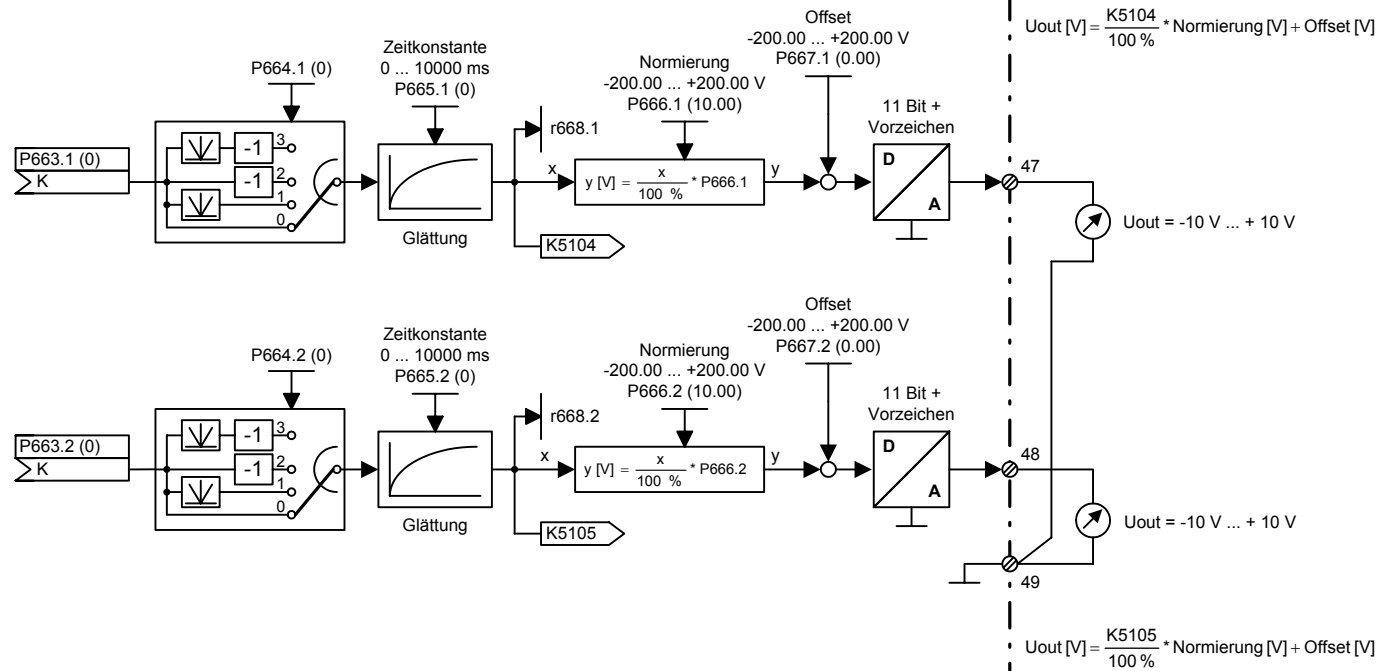 Uout [V] = K5104 / 100 % * Normierung [V] + Offset [V]
Offset
-200.00 ... +200.00 V
P667.1 (0.00)
Zeitkonstante
0 ... 10000 ms
P665.1 (0)
Normierung
-200.00 ... +200.00 V
P666.1 (10.00)
P664.1 (0)
11 Bit +
Vorzeichen
r668.1
P663.1 (0)
K
-1
3
-1
2
1
0
Glättung
x
y [V] = x / 100 % * P666.1
y
D
A
47
K5104
Uout = -10 V ... + 10 V
Offset
-200.00 ... +200.00 V
P667.2 (0.00)
Zeitkonstante
0 ... 10000 ms
P665.2 (0)
Normierung
-200.00 ... +200.00 V
P666.2 (10.00)
P664.2 (0)
11 Bit +
Vorzeichen
r668.2
P663.2 (0)
K
-1
3
-1
2
1
0
Glättung
x
y [V] = x / 100 % * P666.2
y
D
A
48
K5105
Uout = -10 V ... + 10 V
49
Uout [V] = K5105 / 100 % * Normierung [V] + Offset [V]